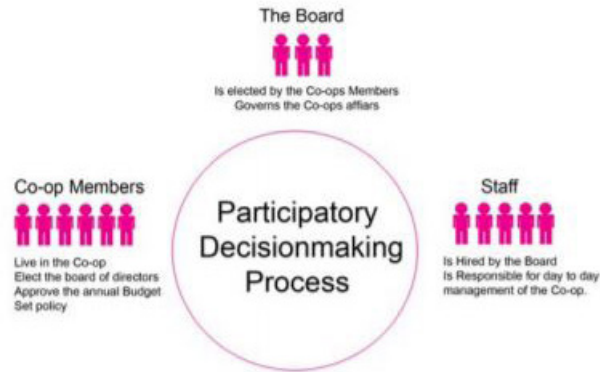 The Board
Is elected by the Co-ops Members
Governs the Co-ops affiars
Co-op Members
Live in the Co-op
Elect the board of directors
Approve the annual Budget
Set policy
Participatory
Decisionmaking
Process
Staff
Is Hired by the Board
Is Responsible for day to day
management of the Co-op.